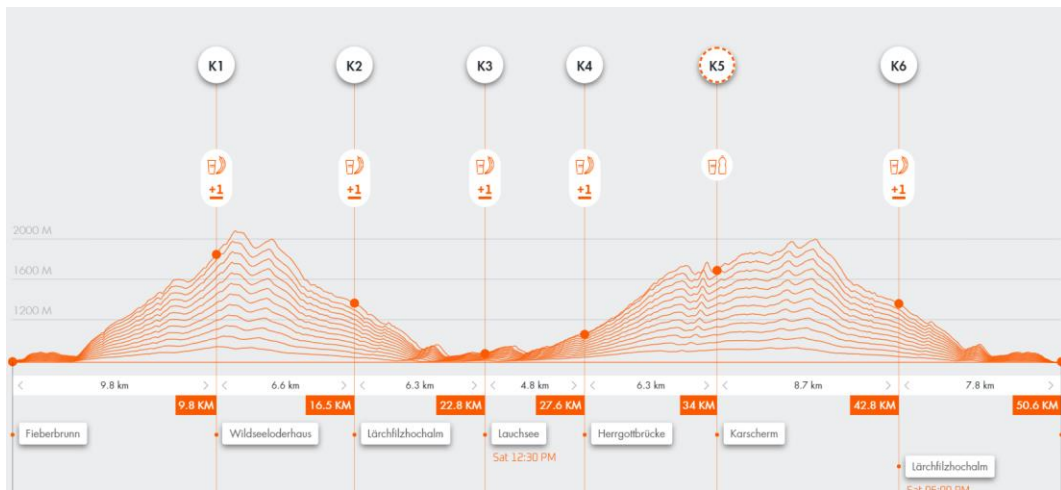 K1 K2 K3 K4 K5 K6
+1 +1 +1 +1 +1
2000 M
1600 M
1200 M
9.8 km 6.6 km 6.3 km 4.8 km 6.3 km 8.7 km 7.8 km
9.8 KM 16.5 KM 22.8 KM 27.6 KM 34 KM 42.8 KM 50.6 KM
Fieberbrunn Wildseeloderhaus Lärchfilzhochalm Lauchsee Herrgottbrücke Karscherm
Sat 12:30 PM
Lärchfilzhochalm